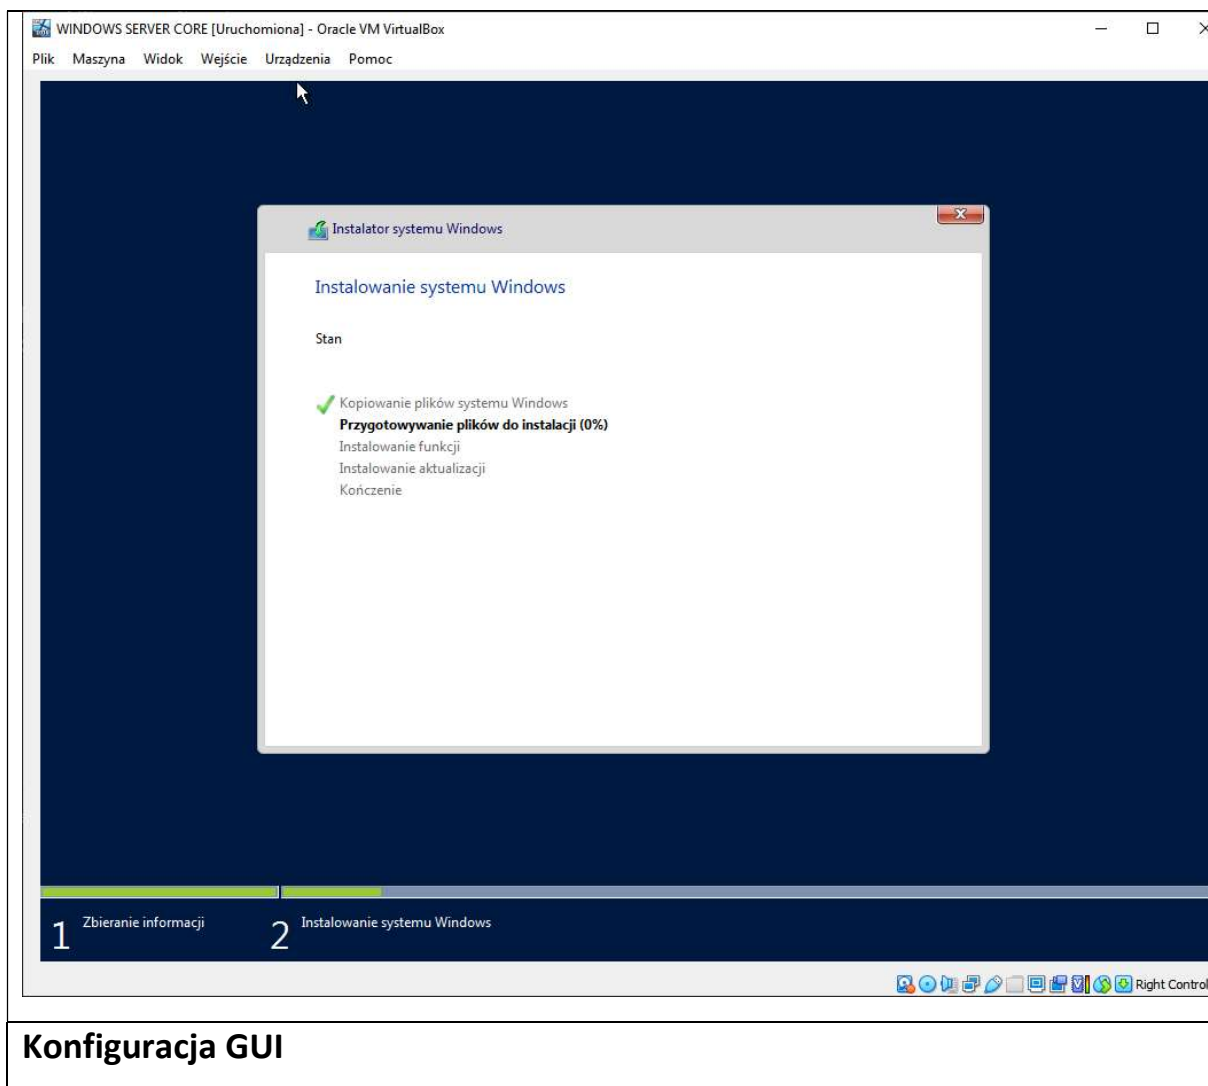 WINDOWS SERVER CORE [Uruchomiona] - Oracle VM VirtualBox
Plik Maszyna Widok Wejście Urządzenia Pomoc
Instalator systemu Windows
Instalowanie systemu Windows
Stan
Kopiowanie plików systemu Windows
Przygotowywanie plików do instalacji (0%)
Instalowanie funkcji
Instalowanie aktualizacji
Kończenie
1 Zbieranie informacji 2 Instalowanie systemu Windows
Right Control
Konfiguracja GUI